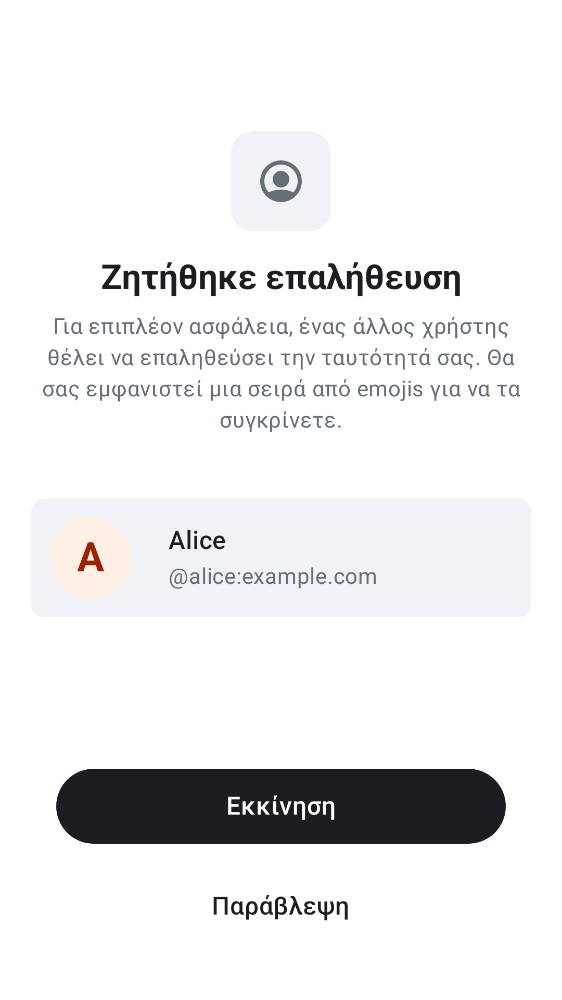 Ζητήθηκε επαλήθευση
Για επιπλέον ασφάλεια, ένας άλλος χρήστης
θέλει να επαληθεύσει την ταυτότητά σας. Θα
σας εμφανιστεί μια σειρά από emojis για να τα
συγκρίνετε.
A
Alice
@alice:example.com
Εκκίνηση
Παράβλεψη